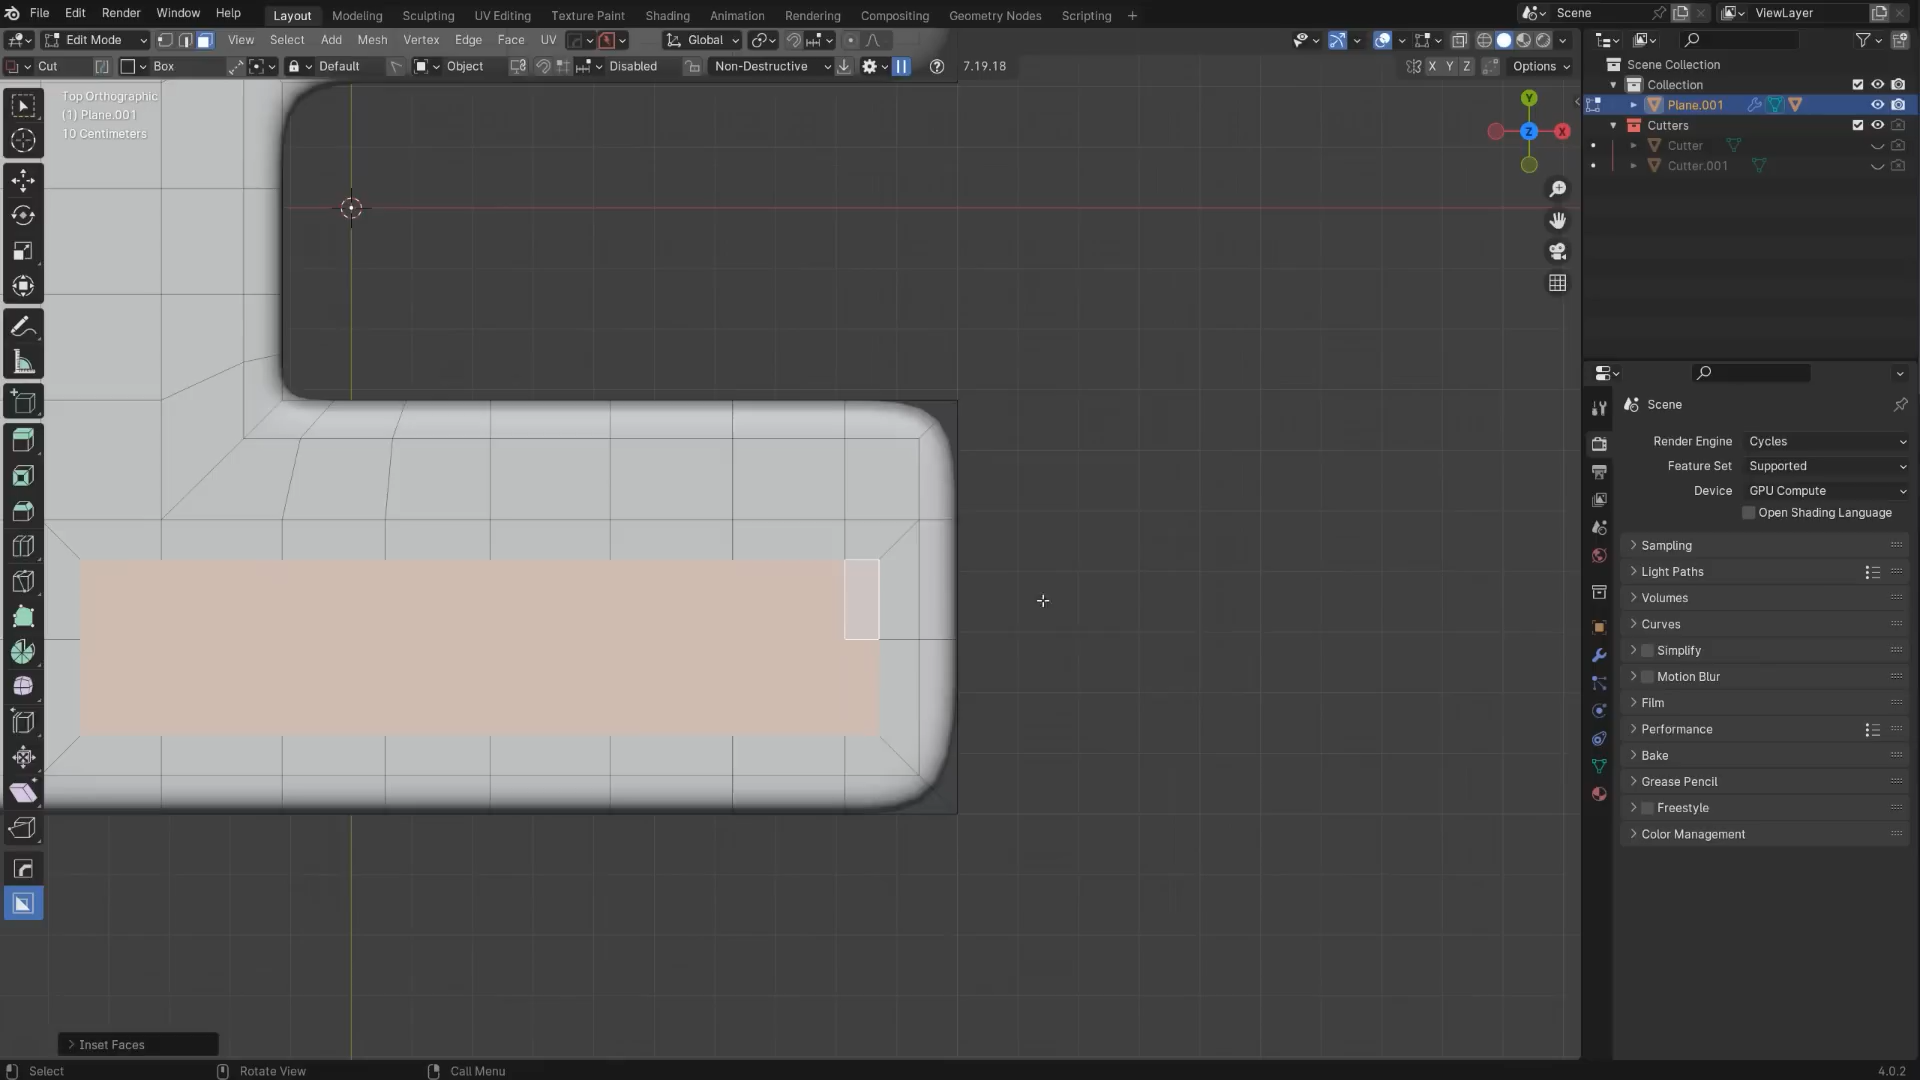 File Edit Render Window Help Layout Modeling Sculpting UV Editing Texture Paint Shading Animation Rendering Compositing Geometry Nodes Scripting + Scene ViewLayer
Edit Mode View Select Add Mesh Vertex Edge Face UV Global
Cut Box Default Object Disabled Non-Destructive 7.19.18 X Y Z Options
Top Orthographic
(1) Plane.001
10 Centimeters
Y
Z X
Scene Collection
Collection
Plane.001
Cutters
Cutter
Cutter.001
Scene
Render Engine Cycles
Feature Set Supported
Device GPU Compute
Open Shading Language
Sampling
Light Paths
Volumes
Curves
Simplify
Motion Blur
Film
Performance
Bake
Grease Pencil
Freestyle
Color Management
Inset Faces
Select Rotate View Call Menu 4.0.2